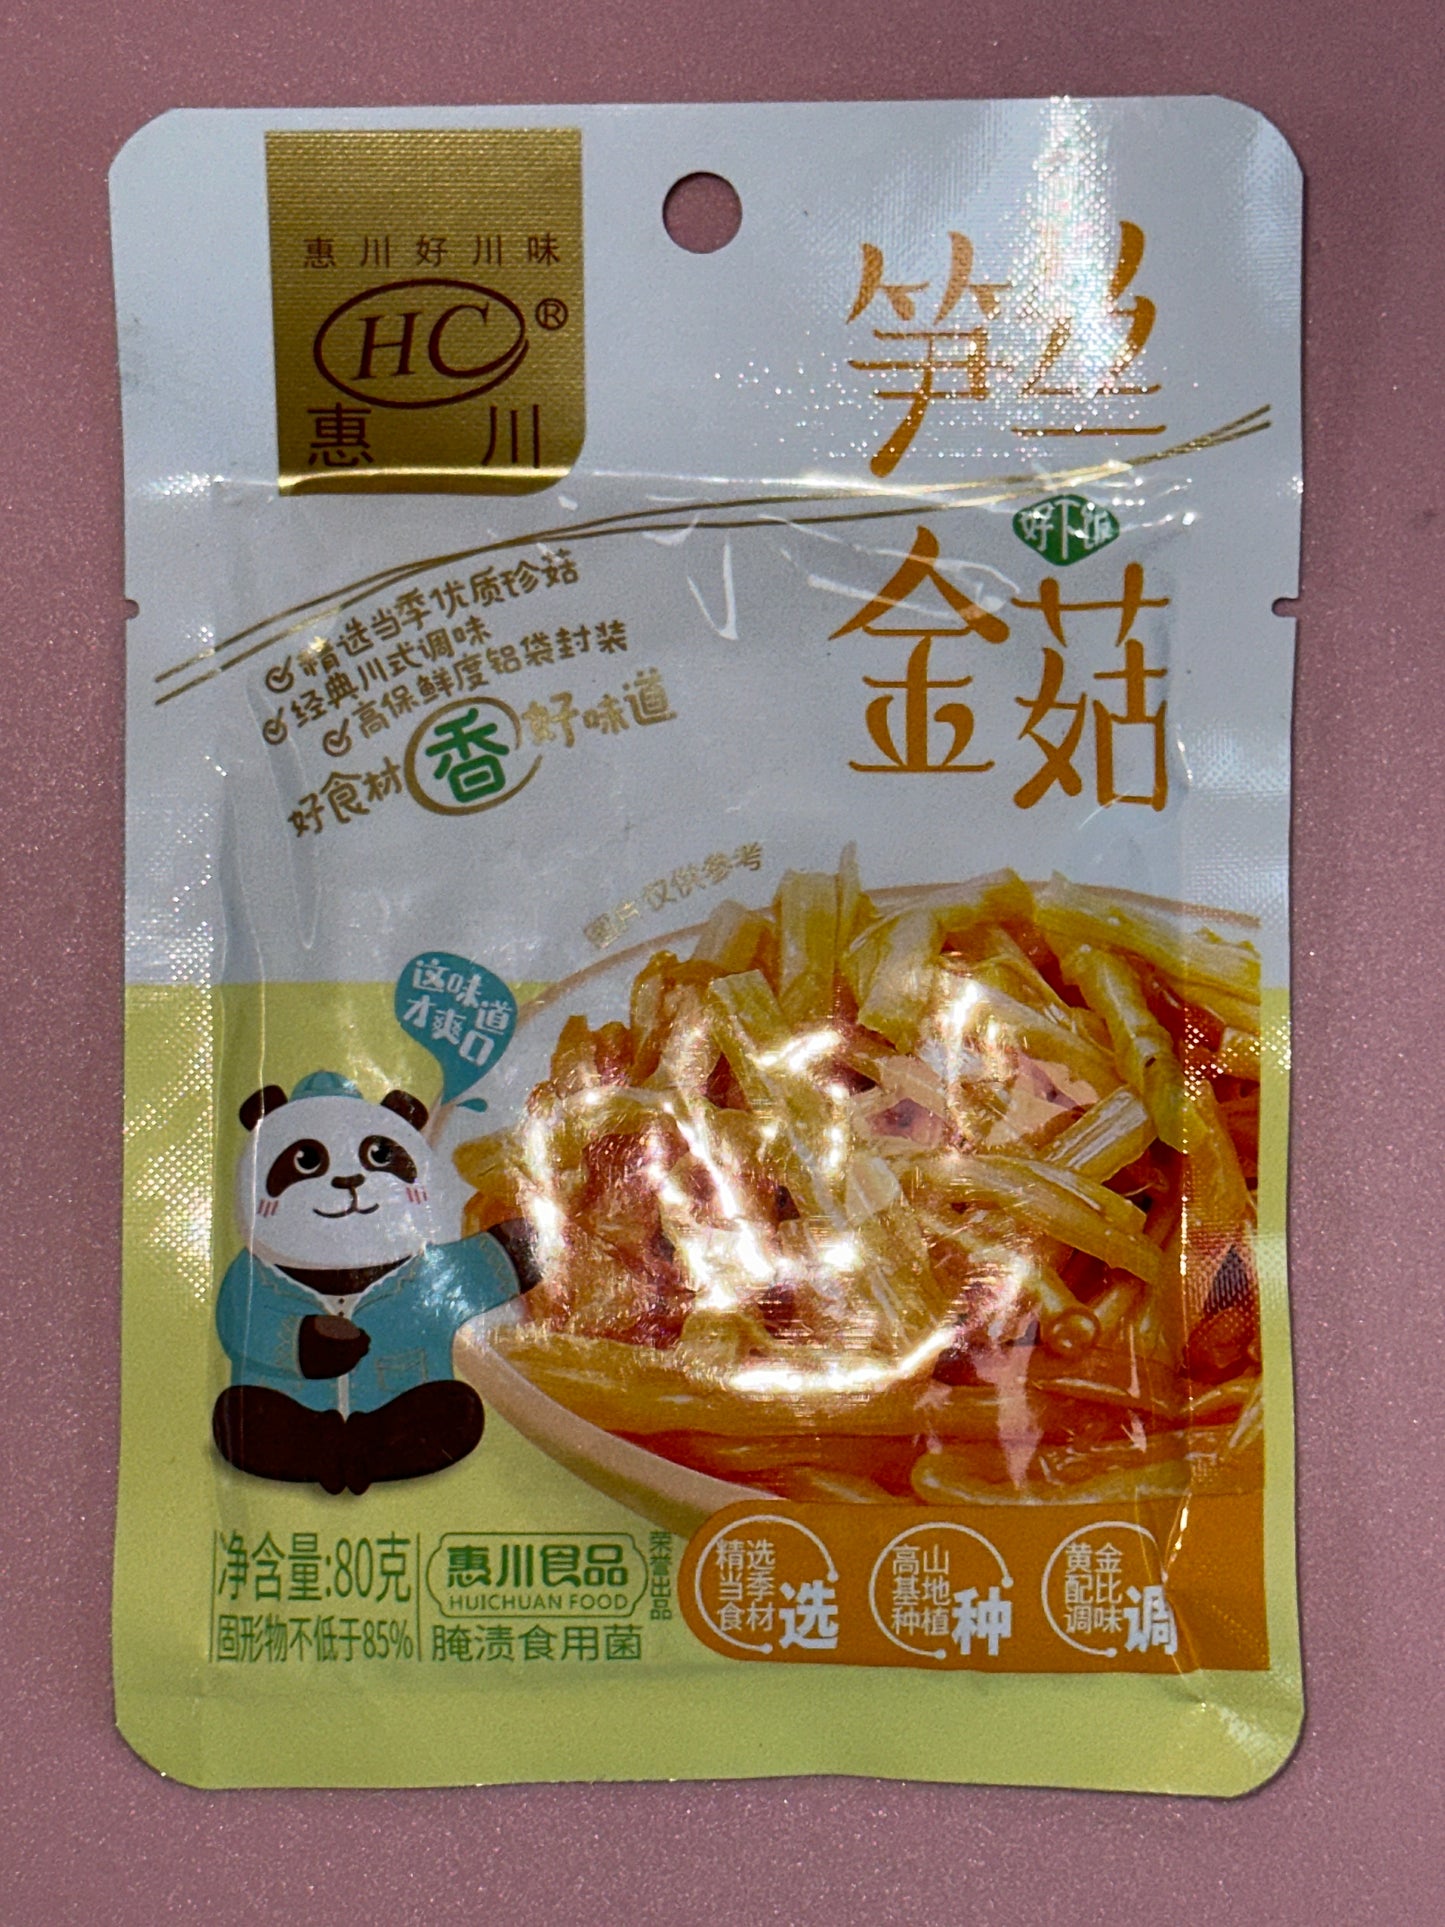 惠川好川味
HC®
惠川
笋丝
好下饭
金菇
精选当季优质珍菇
经典川式调味
高保鲜度铝袋封装
好食材香好味道
图片仅供参考
这味道
才爽口
净含量:80克
固形物不低于85%
惠川食品
HUICHUAN FOOD
荣誉出品
腌渍食用菌
精选
当季
食材
选
高山
基地
种植
种
黄金
配比
调味
调